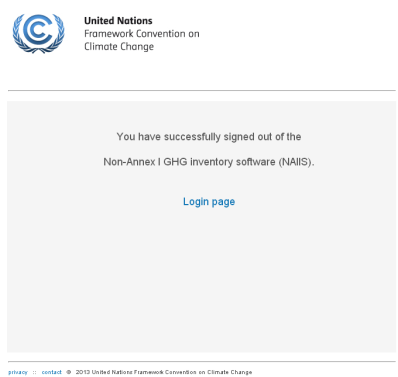 United Nations
Framework Convention on
Climate Change
You have successfully signed out of the
Non-Annex I GHG inventory software (NAIIS).
Login page
privacy :: contact © 2013 United Nations Framework Convention on Climate Change